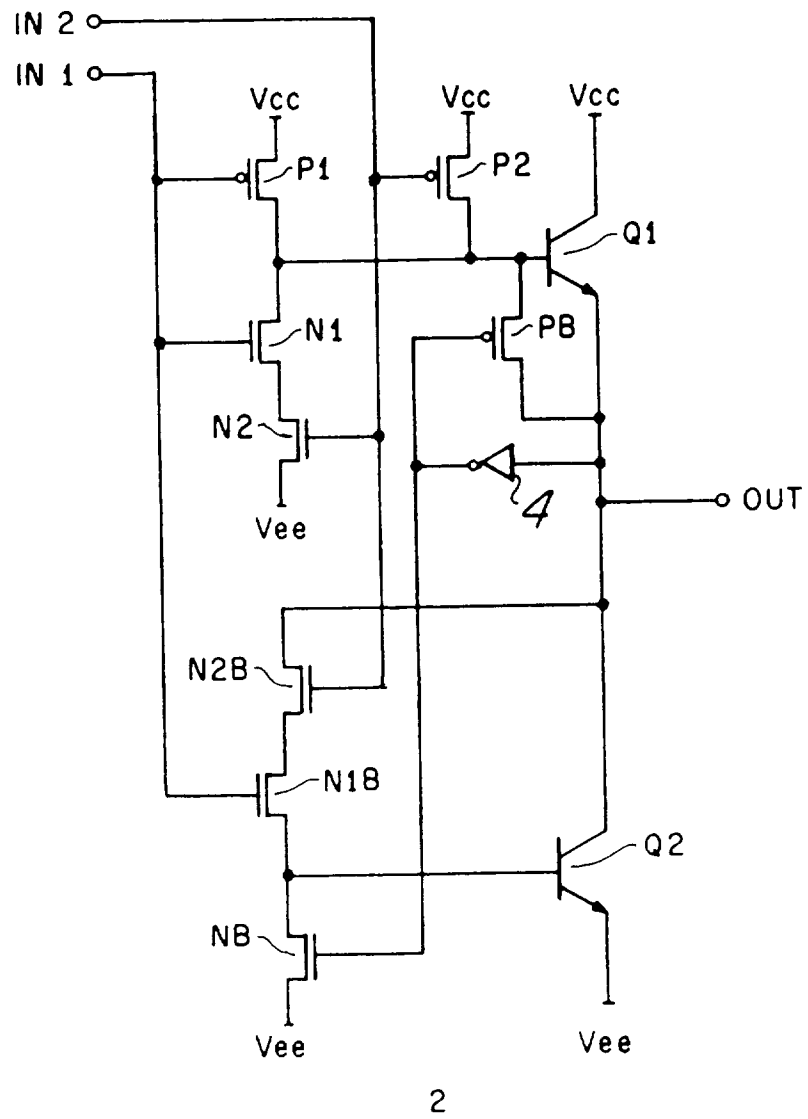 IN 2
IN 1
Vcc
Vcc
Vcc
P1
P2
Q1
N1
PB
N2
4
OUT
Vee
N2B
N1B
Q2
NB
Vee
Vee
2